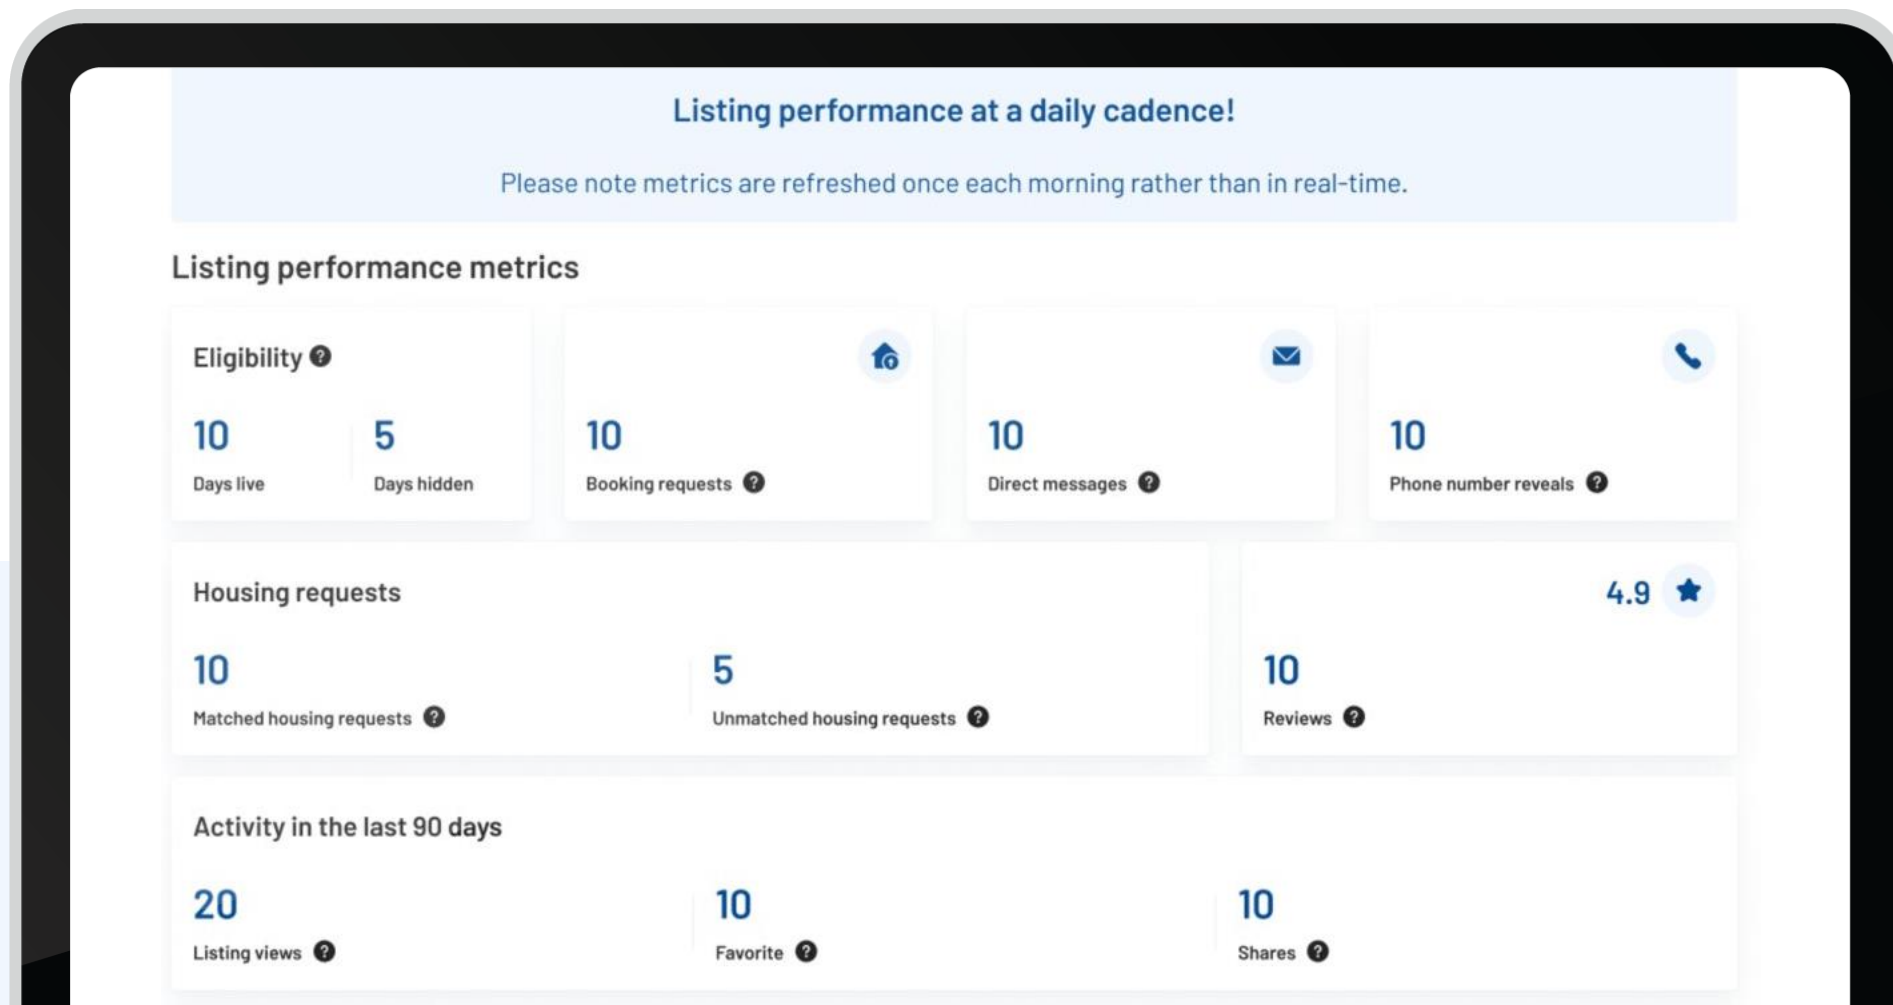 Listing performance at a daily cadence!
Please note metrics are refreshed once each morning rather than in real-time.
Listing performance metrics
Eligibility ?
10
Days live
5
Days hidden
10
Booking requests ?
10
Direct messages ?
10
Phone number reveals ?
Housing requests
10
Matched housing requests ?
5
Unmatched housing requests ?
4.9
10
Reviews ?
Activity in the last 90 days
20
Listing views ?
10
Favorite ?
10
Shares ?